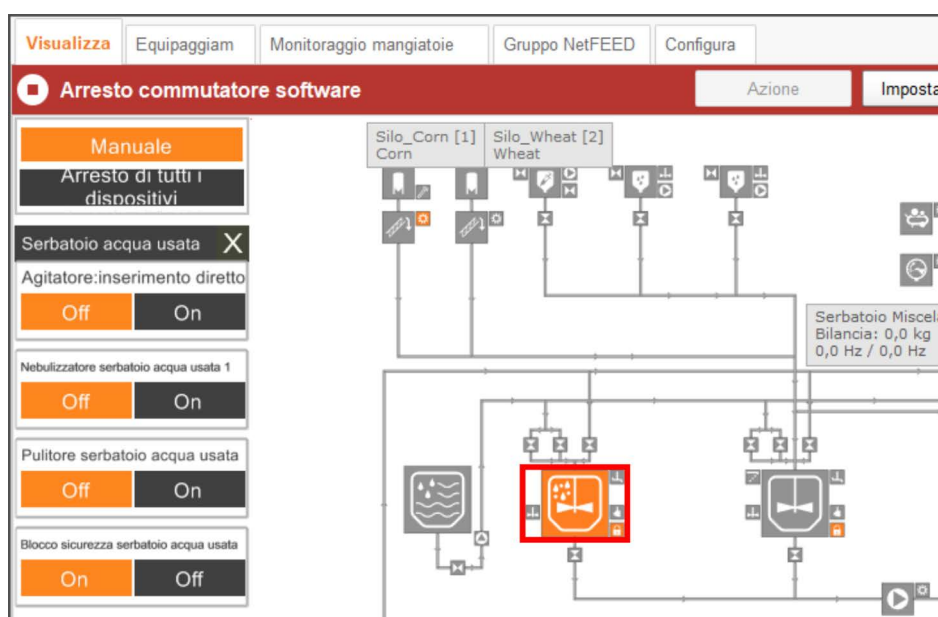 Visualizza
Equipaggiam
Monitoraggio mangiatoie
Gruppo NetFEED
Configura
Arresto commutatore software
Azione
Imposta
Manuale
Arresto di tutti i
dispositivi
Serbatoio acqua usata X
Agitatore:inserimento diretto
Off On
Nebulizzatore serbatoio acqua usata 1
Off On
Pulitore serbatoio acqua usata
Off On
Blocco sicurezza serbatoio acqua usata
On Off
Silo_Corn [1]
Corn
Silo_Wheat [2]
Wheat
Serbatoio Miscela
Bilancia: 0,0 kg
0,0 Hz / 0,0 Hz